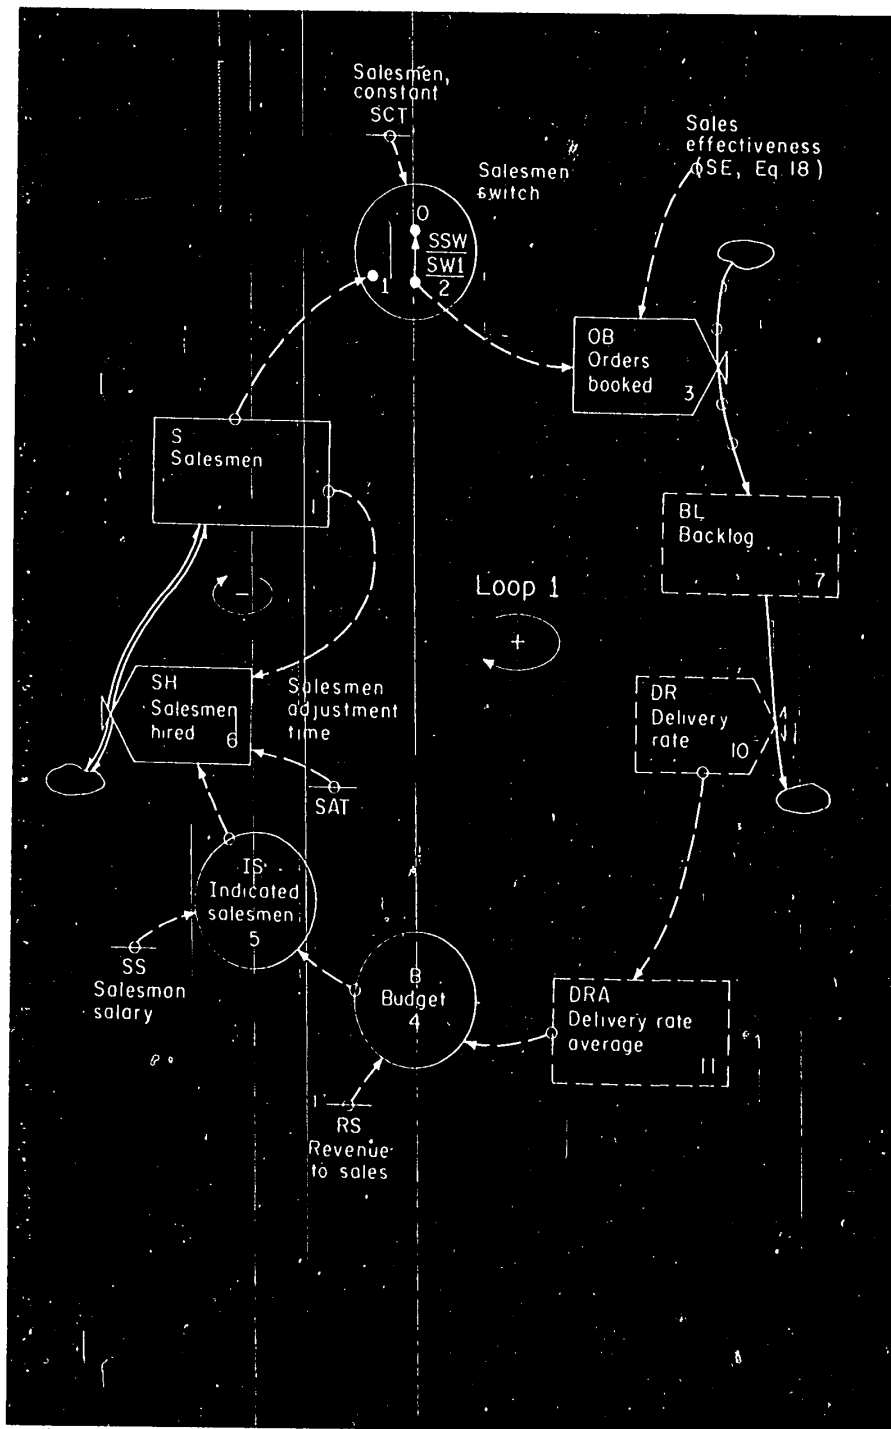 Salesmen,
constant
SCT
Sales
effectiveness
(SE, Eq 18)
Salesmen
switch
0
SSW
SW1
1
2
OB
Orders
booked
3
S
Salesmen
1
BL
Backlog
7
Loop 1
-
+
SH
Salesmen
hired
6
Salesmen
adjustment
time
DR
Delivery
rate
10
SAT
IS
Indicated
salesmen
5
SS
Salesman
salary
B
Budget
4
DRA
Delivery rate
average
11
RS
Revenue
to sales